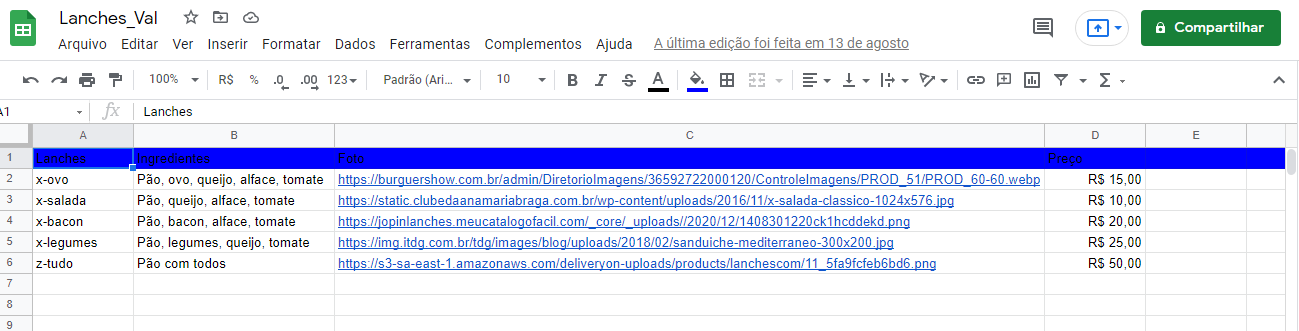 Lanches_Val
Arquivo Editar Ver Inserir Formatar Dados Ferramentas Complementos Ajuda A última edição foi feita em 13 de agosto
Compartilhar
100% R$ % .0 .00 123 Padrão (Ari... 10 B I S A
A1 fx Lanches
A B C D E
1 Lanches Ingredientes Foto Preço
2 x-ovo Pão, ovo, queijo, alface, tomate https://burguershow.com.br/admin/DiretorioImagens/36592722000120/ControleImagens/PROD_51/PROD_60-60.webp R$ 15,00
3 x-salada Pão, queijo, alface, tomate https://static.clubedaanamariabraga.com.br/wp-content/uploads/2016/11/x-salada-classico-1024x576.jpg R$ 10,00
4 x-bacon Pão, bacon, alface, tomate https://jopinlanches.meucatalogofacil.com/_core/_uploads//2020/12/1408301220ck1hcddekd.png R$ 20,00
5 x-legumes Pão, legumes, queijo, tomate https://img.itdg.com.br/tdg/images/blog/uploads/2018/02/sanduiche-mediterraneo-300x200.jpg R$ 25,00
6 z-tudo Pão com todos https://s3-sa-east-1.amazonaws.com/deliveryon-uploads/products/lanchescom/11_5fa9fcfeb6bd6.png R$ 50,00
7
8
9